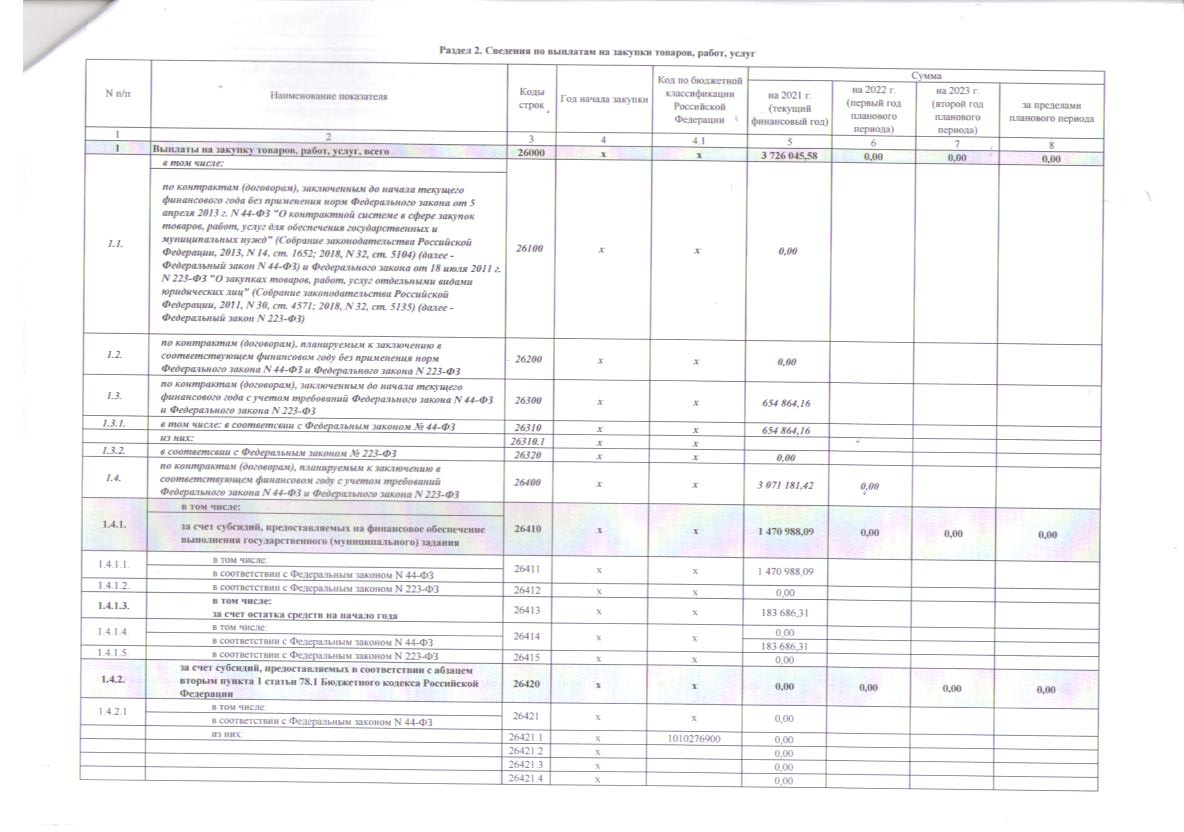 Раздел 2. Сведения по выплатам на закупки товаров, работ, услуг
N п/п
Наименование показателя
Коды
строк
Год начала закупки
Код по бюджетной
классификации
Российской
Федерации
Сумма
на 2021 г.
(текущий
финансовый год)
на 2022 г.
(первый год
планового
периода)
на 2023 г.
(второй год
планового
периода)
за пределами
планового периода
1 2 3 4 4.1 5 6 7 8
1 Выплаты на закупку товаров, работ, услуг, всего 26000 x x 3 726 045,58 0,00 0,00 0,00
в том числе:
по контрактам (договорам), заключенным до начала текущего
финансового года без применения норм Федерального закона от 5
апреля 2013 г. N 44-ФЗ "О контрактной системе в сфере закупок
товаров, работ, услуг для обеспечения государственных и
муниципальных нужд" (Собрание законодательства Российской
Федерации, 2013, N 14, ст. 1652; 2018, N 32, ст. 5104) (далее -
Федеральный закон N 44-ФЗ) и Федерального закона от 18 июля 2011 г.
N 223-ФЗ "О закупках товаров, работ, услуг отдельными видами
юридических лиц" (Собрание законодательства Российской
Федерации, 2011, N 30, ст. 4571; 2018, N 32, ст. 5135) (далее -
Федеральный закон N 223-ФЗ)
1.1. 26100 x x 0,00
по контрактам (договорам), планируемым к заключению в
соответствующем финансовом году без применения норм
Федерального закона N 44-ФЗ и Федерального закона N 223-ФЗ
1.2. 26200 x x 0,00
по контрактам (договорам), заключенным до начала текущего
финансового года с учетом требований Федерального закона N 44-ФЗ
и Федерального закона N 223-ФЗ
1.3. 26300 x x 654 864,16
1.3.1. в том числе: в соответсвии с Федеральным законом № 44-ФЗ 26310 x x 654 864,16
из них: 26310.1 x x
1.3.2. в соответсвии с Федеральным законом № 223-ФЗ 26320 x x 0,00
по контрактам (договорам), планируемым к заключению в
соответствующем финансовом году с учетом требований
Федерального закона N 44-ФЗ и Федерального закона N 223-ФЗ
1.4. 26400 x x 3 071 181,42 0,00
в том числе:
за счет субсидий, предоставляемых на финансовое обеспечение
выполнения государственного (муниципального) задания
1.4.1. 26410 x x 1 470 988,09 0,00 0,00 0,00
в том числе:
в соответствии с Федеральным законом N 44-ФЗ
1.4.1.1. 26411 x x 1 470 988,09
1.4.1.2. в соответствии с Федеральным законом N 223-ФЗ 26412 x x 0,00
в том числе:
за счет остатка средств на начало года
1.4.1.3. 26413 x x 183 686,31
в том числе: 0,00
в соответствии с Федеральным законом N 44-ФЗ 183 686,31
1.4.1.4. 26414 x x
1.4.1.5. в соответствии с Федеральным законом N 223-ФЗ 26415 x x 0,00
за счет субсидий, предоставляемых в соответствии с абзацем
вторым пункта 1 статьи 78.1 Бюджетного кодекса Российской
Федерации
1.4.2. 26420 x x 0,00 0,00 0,00 0,00
в том числе:
в соответствии с Федеральным законом N 44-ФЗ
1.4.2.1 26421 x x 0,00
из них: 26421.1 x 1010276900 0,00
26421.2 x 0,00
26421.3 x 0,00
26421.4 x 0,00